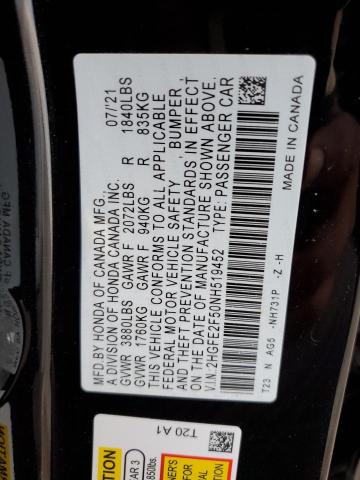 MFD BY HONDA OF CANADA MFG. 07/'21
A DIVISION OF HONDA CANADA INC.
GVWR 3880LBS GAWR F 2072LBS R 1840LBS
GVWR 1760KG GAWR F 940KG R 835KG
THIS VEHICLE CONFORMS TO ALL APPLICABLE
FEDERAL MOTOR VEHICLE SAFETY BUMPER,
AND THEFT PREVENTION STANDARDS IN EFFECT
ON THE DATE OF MANUFACTURE SHOWN ABOVE.
V.I.N. 2HGFE2F50NH519452 TYPE: PASSENGER CAR
T23 N AG5 -NH731P -Z -H
MADE IN CANADA
T20 A1
CAUTION